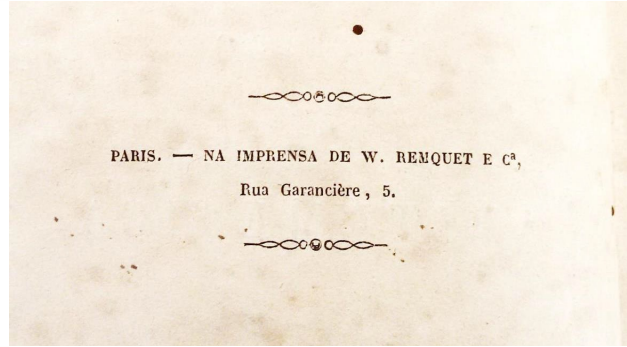 PARIS. — NA IMPRENSA DE W. REMQUET E Cª,
Rua Garancière, 5.